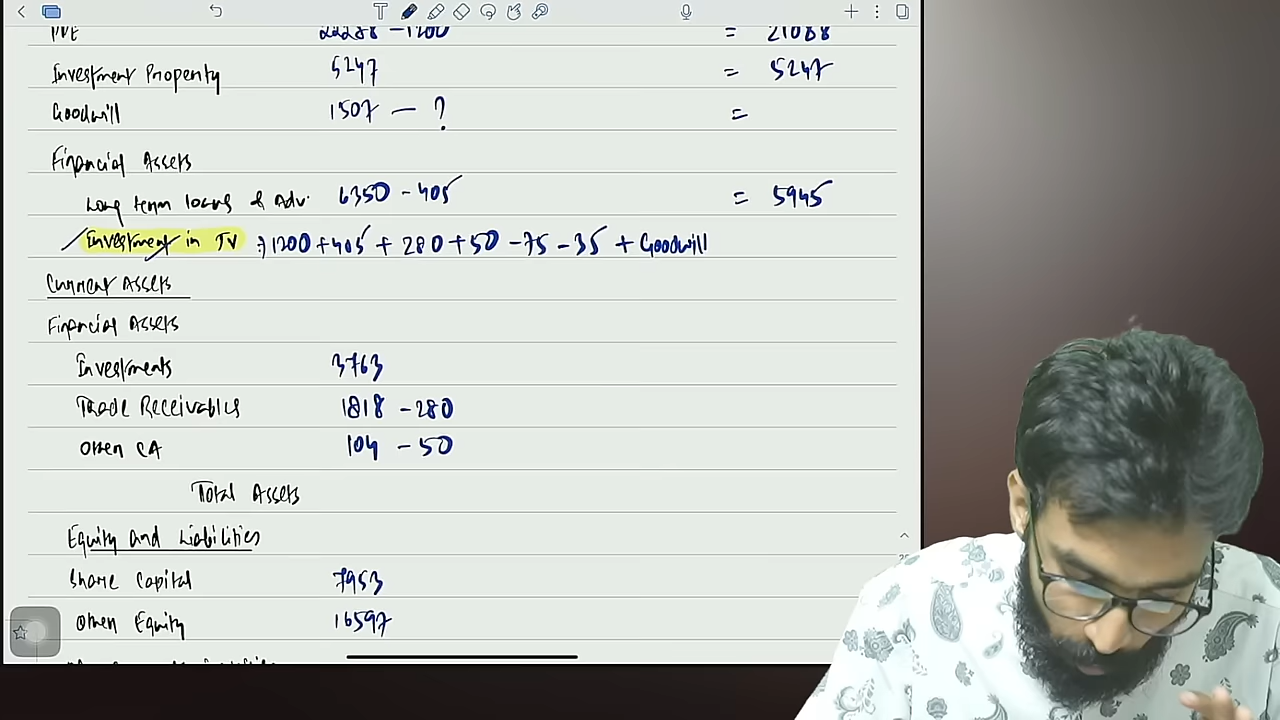 PPE 22288 - 1200 = 21088
Investment Property 5247 = 5247
Goodwill 1507 - ? =
Financial Assets
Long term loans & Adv. 6350 - 405 = 5945
Investment in JV : 1200 + 405 + 280 + 50 - 75 - 35 + Goodwill
Current Assets
Financial Assets
Investments 3763
Trade Receivables 1818 - 280
Other CA 104 - 50
Total Assets
Equity and Liabilities
Share Capital 7953
Other Equity 16597